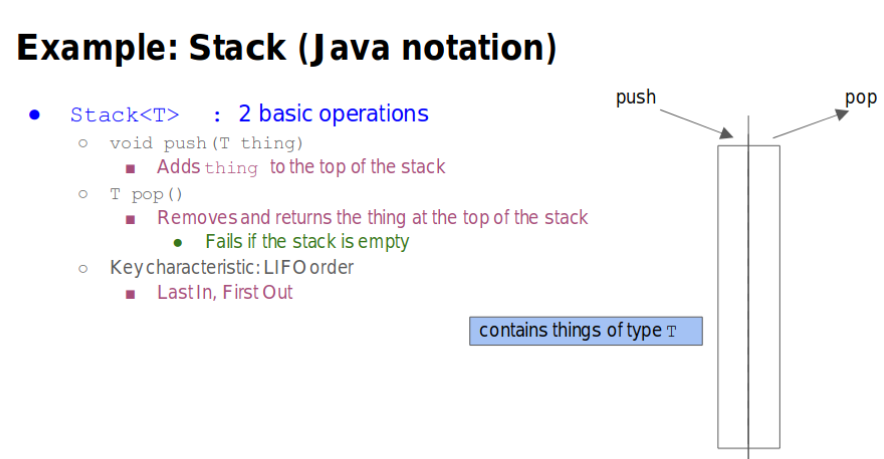 Example: Stack (Java notation)
● Stack<T> : 2 basic operations
○ void push(T thing)
■ Adds thing to the top of the stack
○ T pop()
■ Removes and returns the thing at the top of the stack
● Fails if the stack is empty
○ Key characteristic: LIFO order
■ Last In, First Out
push
pop
contains things of type T